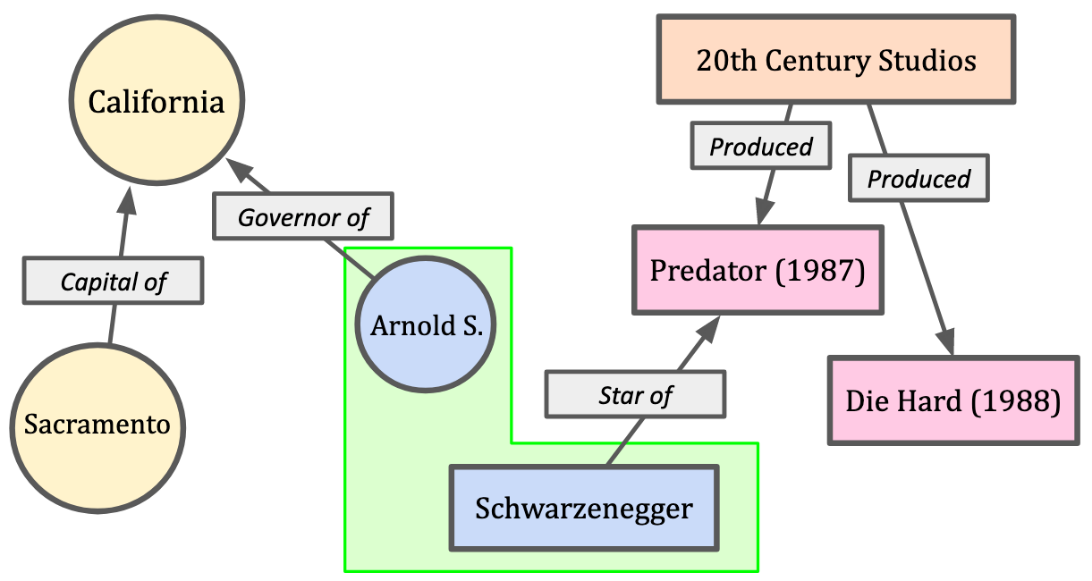 California
20th Century Studios
Produced
Produced
Governor of
Capital of
Predator (1987)
Arnold S.
Star of
Die Hard (1988)
Sacramento
Schwarzenegger